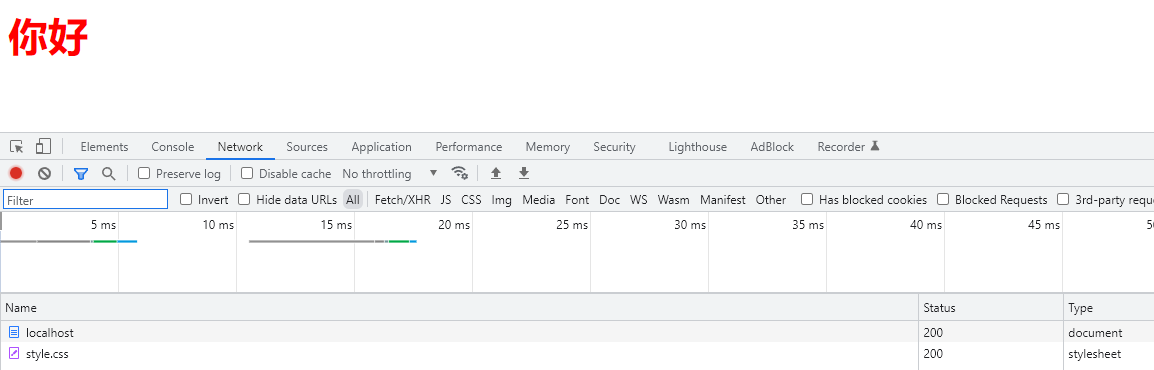 你好
Elements Console Network Sources Application Performance Memory Security Lighthouse AdBlock Recorder
Preserve log Disable cache No throttling
Filter Invert Hide data URLs All Fetch/XHR JS CSS Img Media Font Doc WS Wasm Manifest Other Has blocked cookies Blocked Requests 3rd-party reque
5 ms 10 ms 15 ms 20 ms 25 ms 30 ms 35 ms 40 ms 45 ms 50
Name Status Type
localhost 200 document
style.css 200 stylesheet